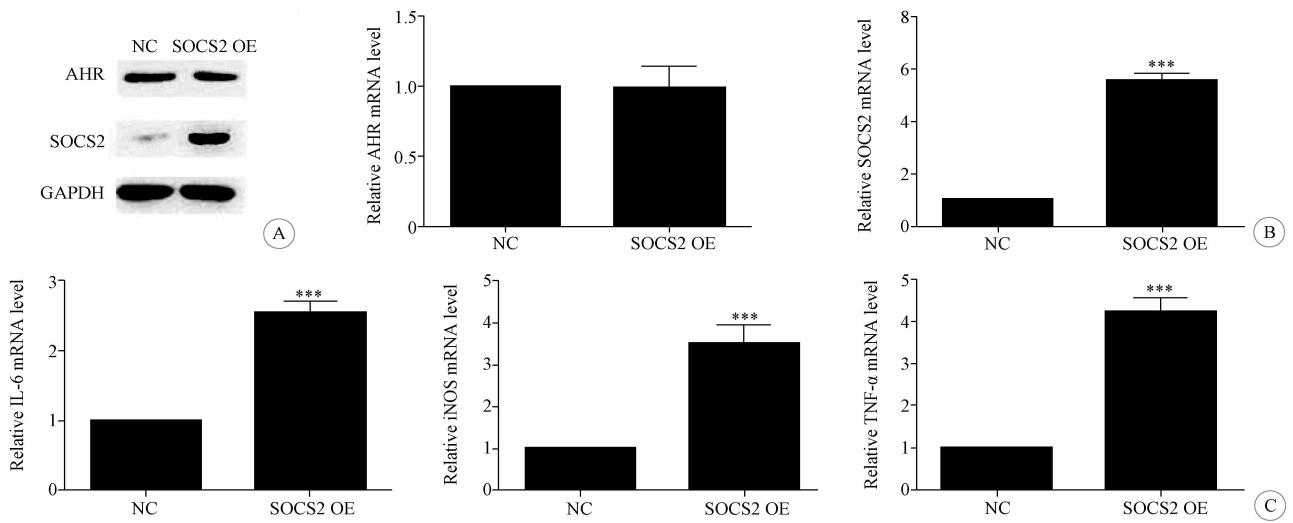 NC SOCS2 OE
AHR
SOCS2
GAPDH
A
Relative AHR mRNA level
1.5
1.0
0.5
0
NC SOCS2 OE
Relative SOCS2 mRNA level
8
6
4
2
0
***
NC SOCS2 OE
B
Relative IL-6 mRNA level
3
2
1
0
***
NC SOCS2 OE
Relative iNOS mRNA level
5
4
3
2
1
0
***
NC SOCS2 OE
Relative TNF-α mRNA level
5
4
3
2
1
0
***
NC SOCS2 OE
C